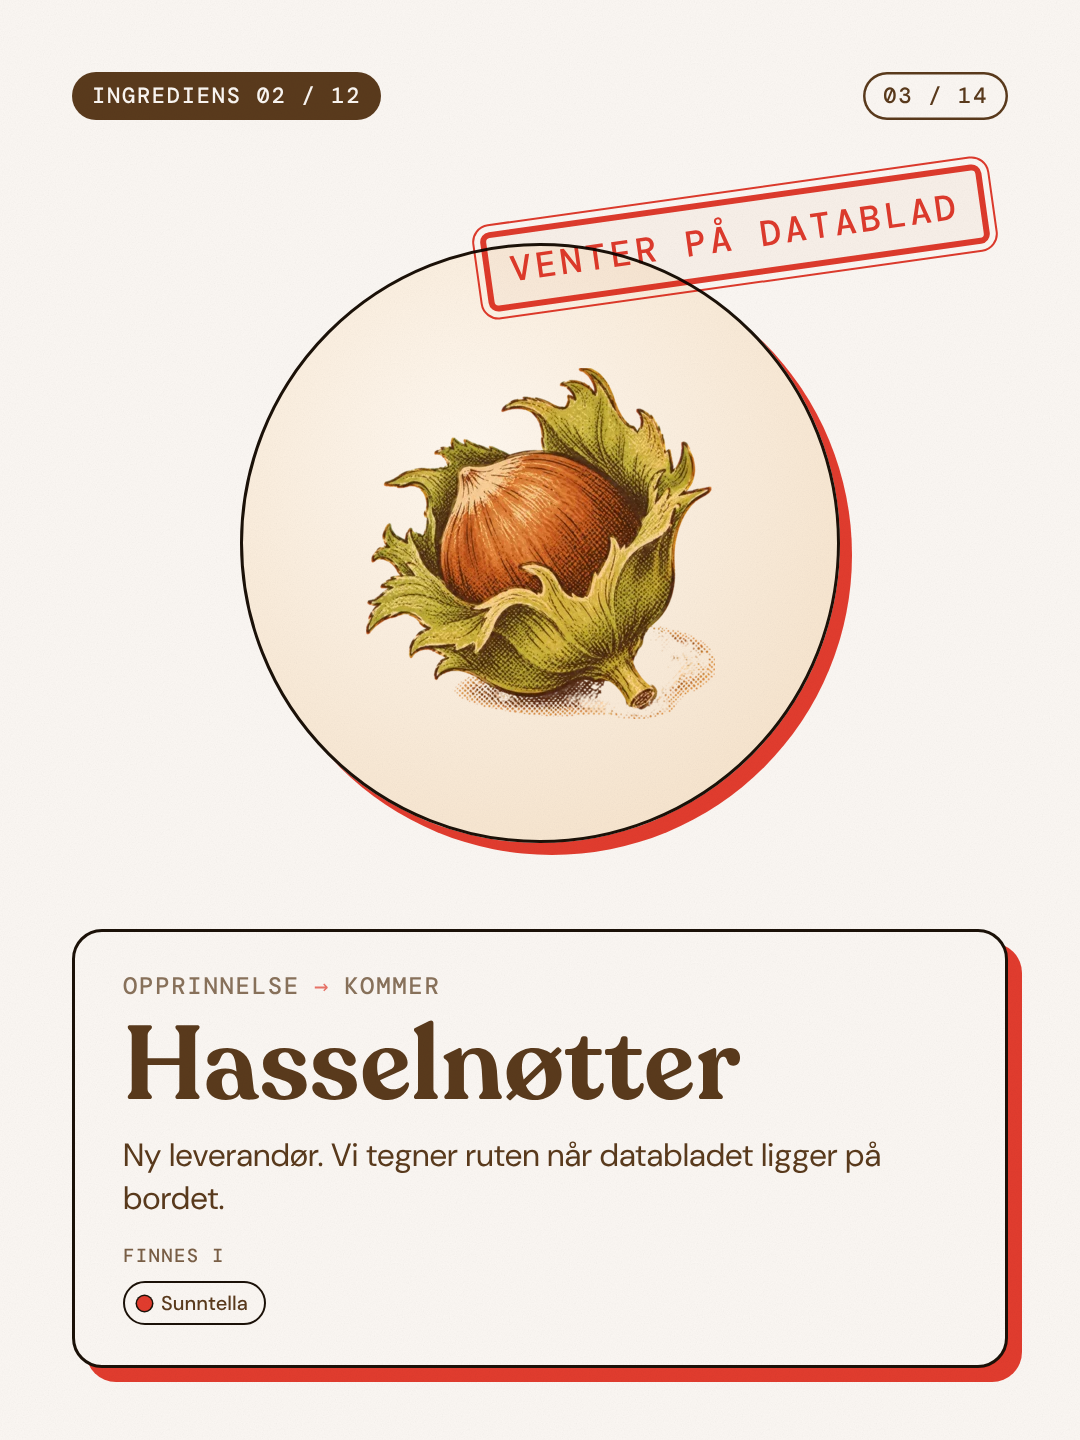 INGREDIENS 02 / 12
03 / 14
VENTER PÅ DATABLAD
OPPRINNELSE → KOMMER
Hasselnøtter
Ny leverandør. Vi tegner ruten når databladet ligger på
bordet.
FINNES I
Sunntella